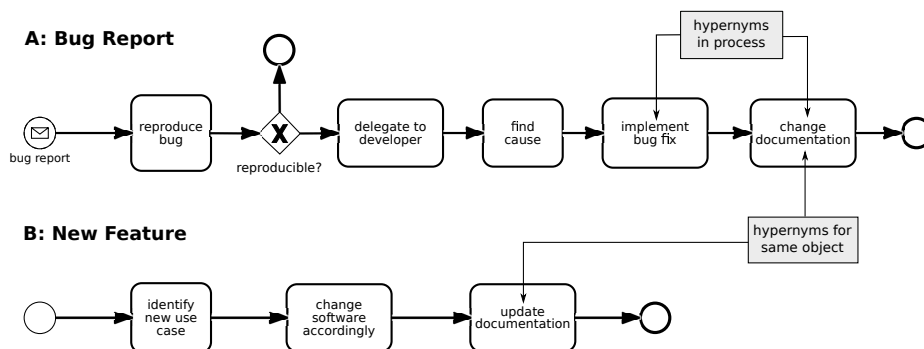 A: Bug Report
hypernyms
in process
bug report
reproduce
bug
X
reproducible?
delegate to
developer
find
cause
implement
bug fix
change
documentation
B: New Feature
hypernyms for
same object
identify
new use
case
change
software
accordingly
update
documentation